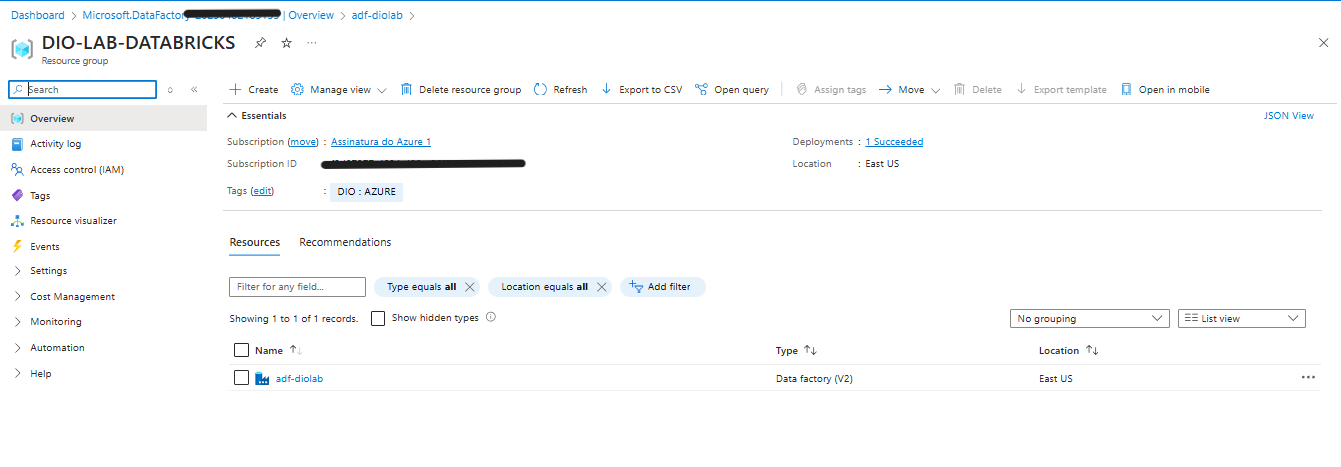 Dashboard > Microsoft.DataFactory | Overview > adf-diolab >
DIO-LAB-DATABRICKS
Resource group
Search
Create Manage view Delete resource group Refresh Export to CSV Open query Assign tags Move Delete Export template Open in mobile
Overview
Activity log
Access control (IAM)
Tags
Resource visualizer
Events
Settings
Cost Management
Monitoring
Automation
Help
Essentials JSON View
Subscription (move) : Assinatura do Azure 1 Deployments : 1 Succeeded
Subscription ID Location : East US
Tags (edit) : DIO : AZURE
Resources Recommendations
Filter for any field... Type equals all Location equals all Add filter
Showing 1 to 1 of 1 records. Show hidden types No grouping List view
Name Type Location
adf-diolab Data factory (V2) East US